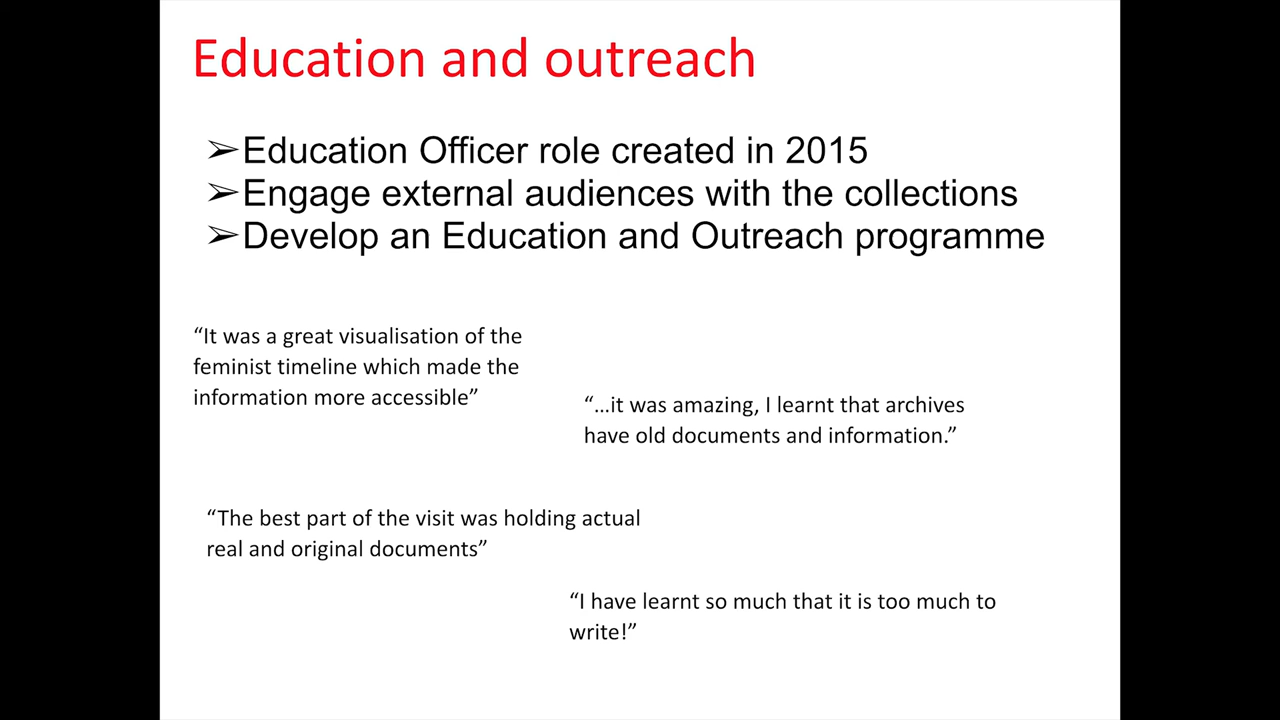 Education and outreach
➢Education Officer role created in 2015
➢Engage external audiences with the collections
➢Develop an Education and Outreach programme
“It was a great visualisation of the
feminist timeline which made the
information more accessible”
“…it was amazing, I learnt that archives
have old documents and information.”
“The best part of the visit was holding actual
real and original documents”
“I have learnt so much that it is too much to
write!”